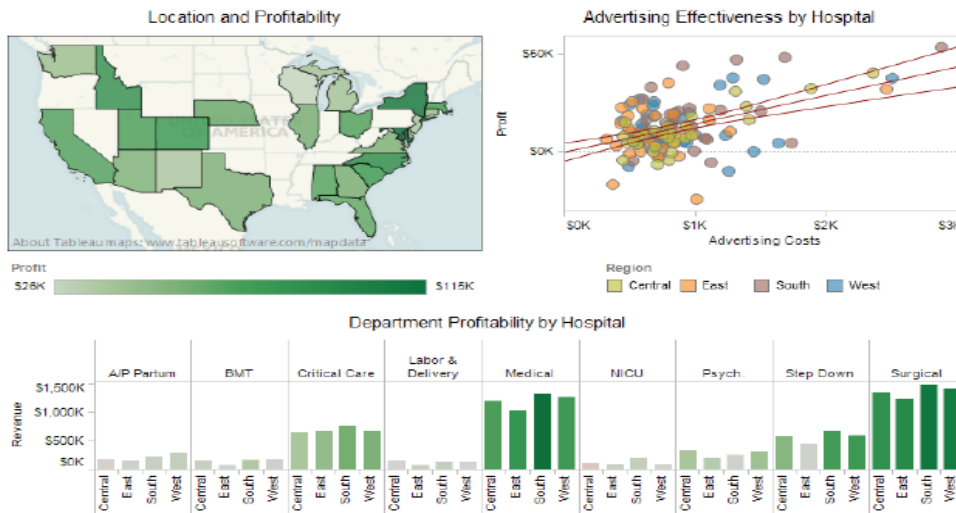 Location and Profitability
Advertising Effectiveness by Hospital
OF AMERICA
About Tableau maps: www.tableausoftware.com/mapdata
$60K
$0K
Profit
$0K
$1K
$2K
$3K
Advertising Costs
Profit
$26K
$115K
Region
Central
East
South
West
Department Profitability by Hospital
A/P Partum
BMT
Critical Care
Labor &
Delivery
Medical
NICU
Psych.
Step Down
Surgical
Revenue
$1,500K
$1,000K
$500K
$0K
Central
East
South
West
Central
East
South
West
Central
East
South
West
Central
East
South
West
Central
East
South
West
Central
East
South
West
Central
East
South
West
Central
East
South
West
Central
East
South
West